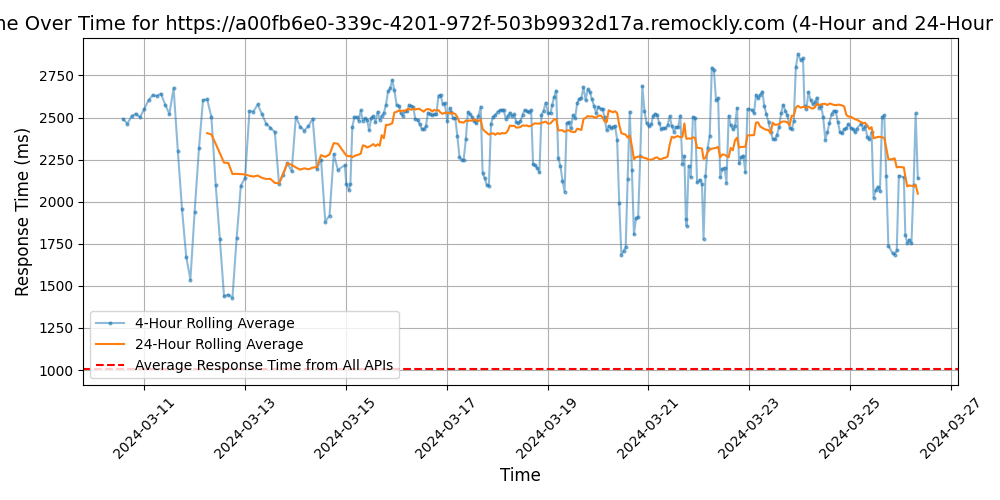 Over Time for https://a00fb6e0-339c-4201-972f-503b9932d17a.remockly.com (4-Hour and 24-Hour
Response Time (ms)
2750
2500
2250
2000
1750
1500
1250
1000
4-Hour Rolling Average
24-Hour Rolling Average
Average Response Time from All APIs
2024-03-11
2024-03-13
2024-03-15
2024-03-17
2024-03-19
2024-03-21
2024-03-23
2024-03-25
2024-03-27
Time